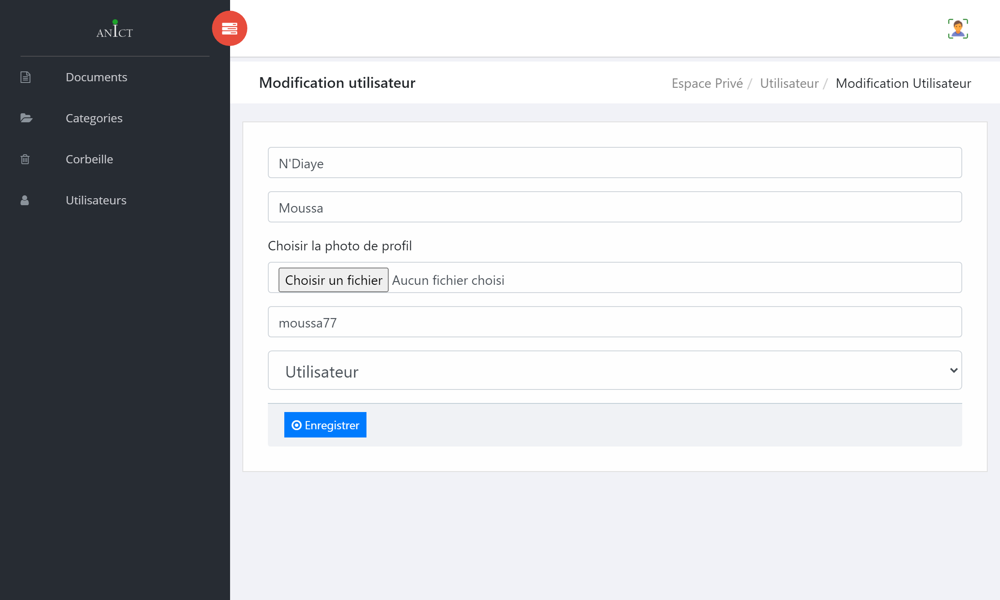 ANICT
Documents
Categories
Corbeille
Utilisateurs
Modification utilisateur
Espace Privé / Utilisateur / Modification Utilisateur
N'Diaye
Moussa
Choisir la photo de profil
Choisir un fichier Aucun fichier choisi
moussa77
Utilisateur
Enregistrer